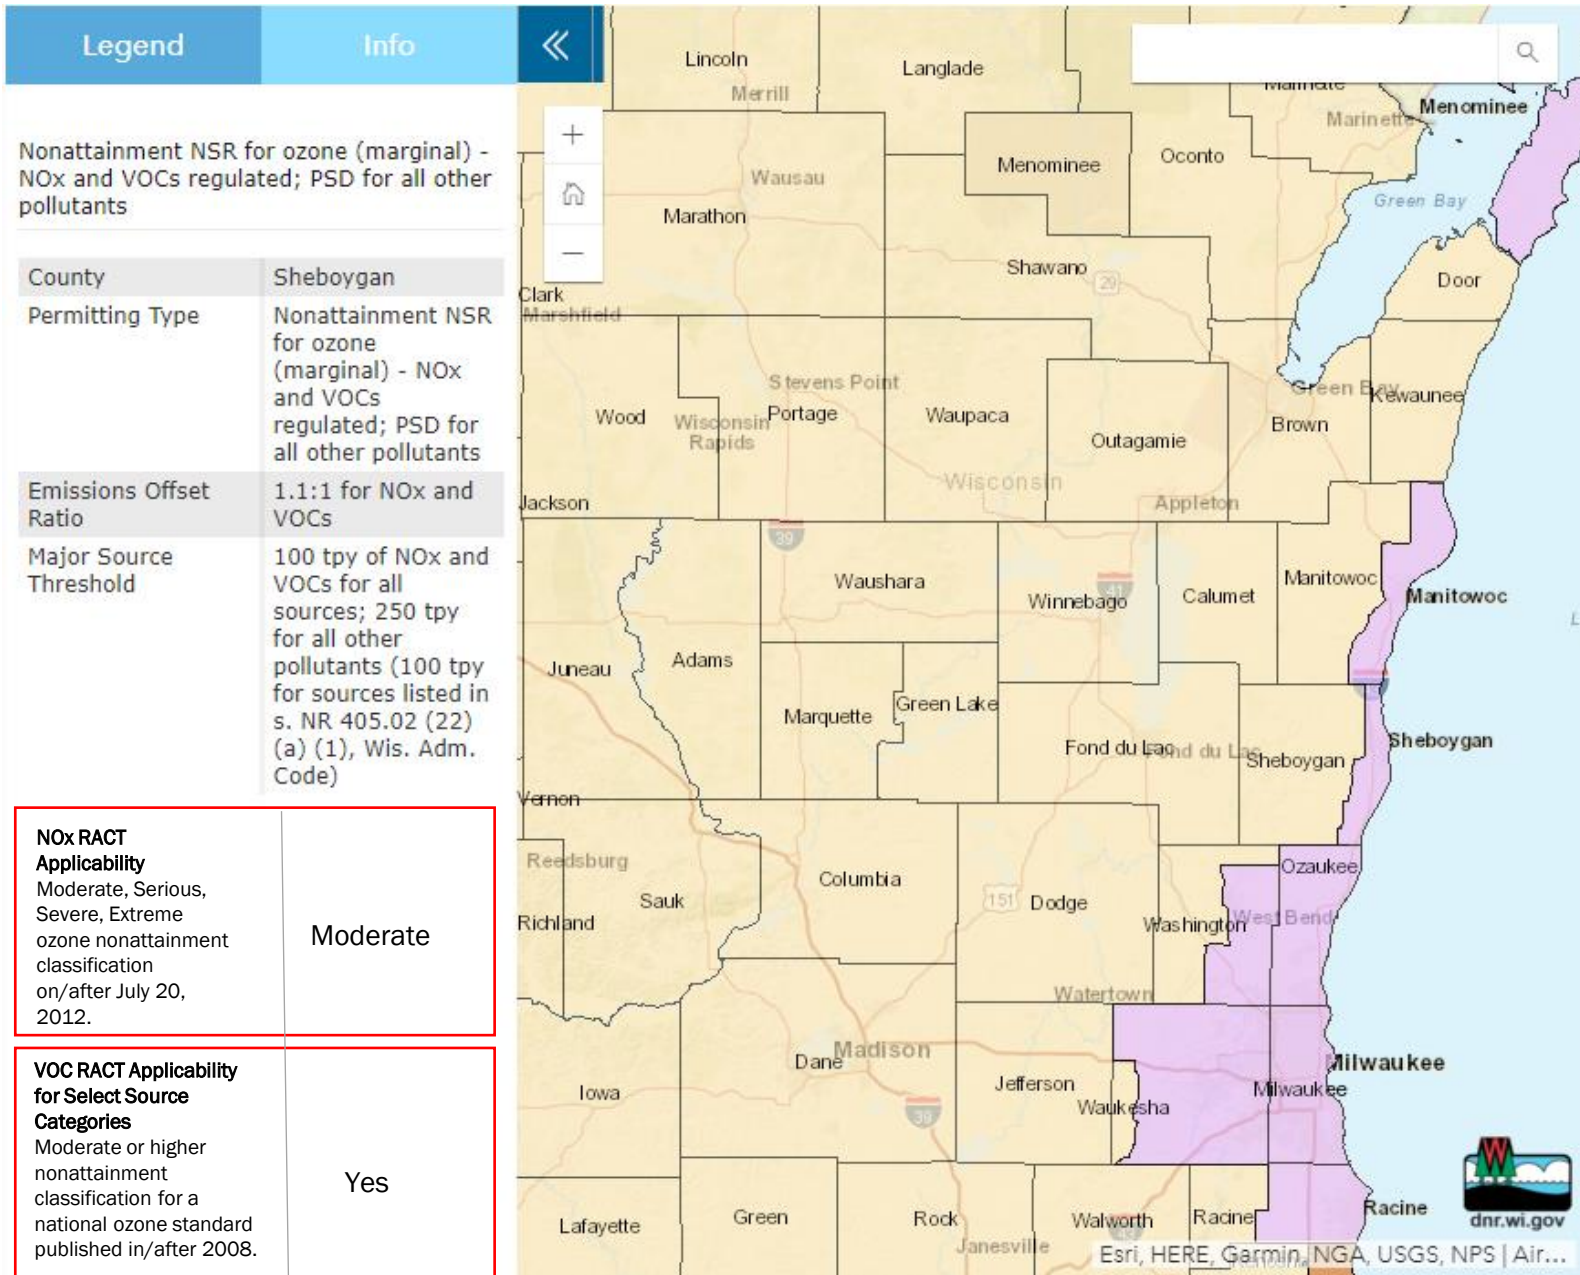 Legend
Info
Nonattainment NSR for ozone (marginal) -
NOx and VOCs regulated; PSD for all other
pollutants
County
Sheboygan
Permitting Type
Nonattainment NSR
for ozone
(marginal) - NOx
and VOCs
regulated; PSD for
all other pollutants
Emissions Offset
Ratio
1.1:1 for NOx and
VOCs
Major Source
Threshold
100 tpy of NOx and
VOCs for all
sources; 250 tpy
for all other
pollutants (100 tpy
for sources listed in
s. NR 405.02 (22)
(a) (1), Wis. Adm.
Code)
NOx RACT
Applicability
Moderate, Serious,
Severe, Extreme
ozone nonattainment
classification
on/after July 20,
2012.
Moderate
VOC RACT Applicability
for Select Source
Categories
Moderate or higher
nonattainment
classification for a
national ozone standard
published in/after 2008.
Yes
Lincoln
Langlade
Merrill
Marinette
Menominee
Marinette
Menominee
Oconto
Wausau
Marathon
Green Bay
Shawano
29
Door
Clark
Marshfield
Stevens Point
Green Bay
Kewaunee
Wood
Wisconsin
Rapids
Portage
Waupaca
Outagamie
Brown
Wisconsin
Jackson
Appleton
39
Waushara
Winnebago
41
Calumet
Manitowoc
Manitowoc
Juneau
Adams
Marquette
Green Lake
Fond du Lac
Fond du Lac
Sheboygan
Sheboygan
Vernon
Reedsburg
Columbia
Ozaukee
Sauk
151
Dodge
Richland
Washington
West Bend
Watertown
Dane
Madison
Iowa
39
Jefferson
Waukesha
Milwaukee
Milwaukee
Lafayette
Green
Rock
Janesville
Walworth
43
Racine
Racine
W
dnr.wi.gov
Esri, HERE, Garmin, NGA, USGS, NPS | Air...